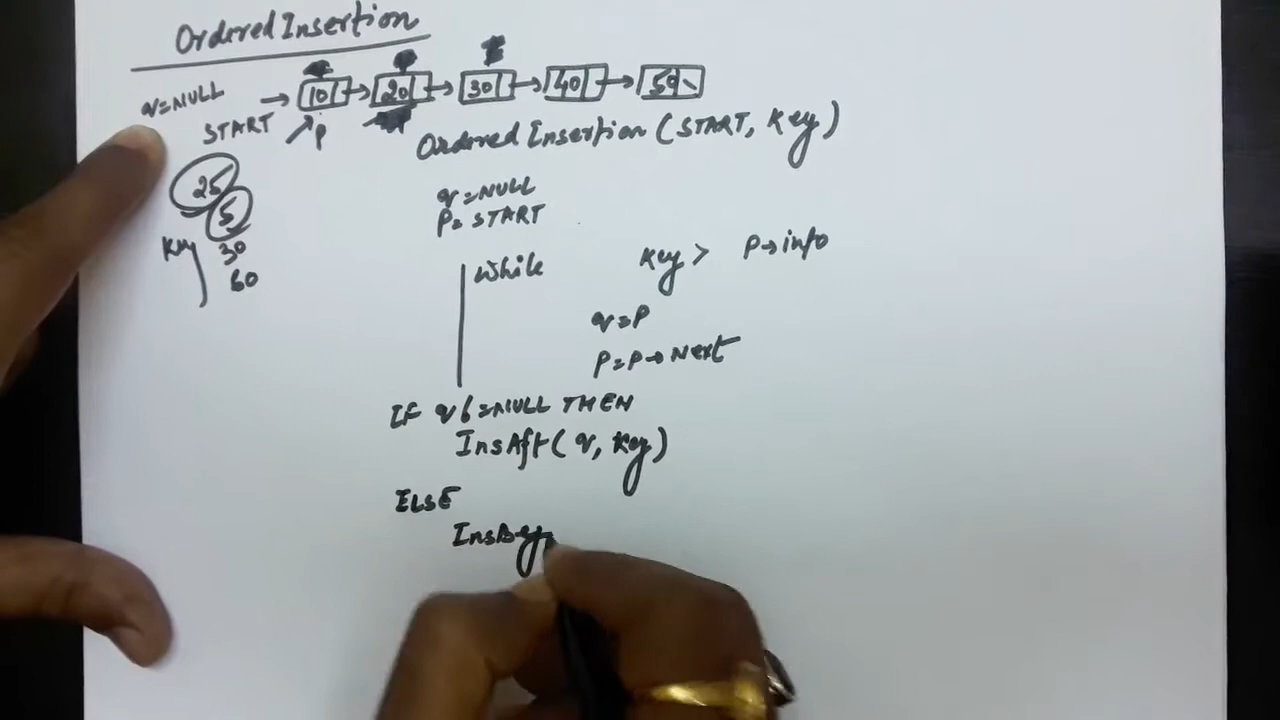 Ordered Insertion
q=NULL
START → 10 → 20 → 30 → 40 → 50
P
Ordered Insertion (START, Key)
25
5
Key
30
60
q=NULL
P=START
While Key > P→info
q=P
P=P→Next
IF q!=NULL THEN
InsAft(q, Key)
ELSE
InsBeg